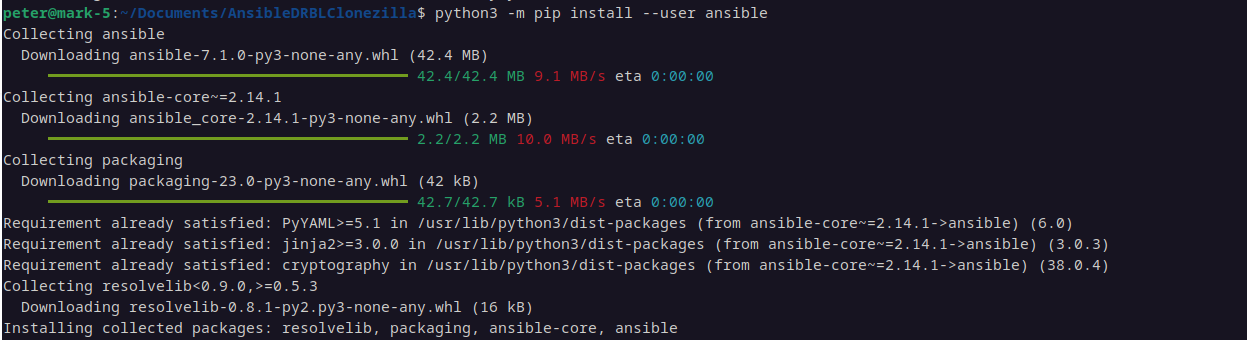 peter@mark-5:~/Documents/AnsibleDRBLClonezilla$ python3 -m pip install --user ansible
Collecting ansible
  Downloading ansible-7.1.0-py3-none-any.whl (42.4 MB)
     42.4/42.4 MB 9.1 MB/s eta 0:00:00
Collecting ansible-core~=2.14.1
  Downloading ansible_core-2.14.1-py3-none-any.whl (2.2 MB)
     2.2/2.2 MB 10.0 MB/s eta 0:00:00
Collecting packaging
  Downloading packaging-23.0-py3-none-any.whl (42 kB)
     42.7/42.7 kB 5.1 MB/s eta 0:00:00
Requirement already satisfied: PyYAML>=5.1 in /usr/lib/python3/dist-packages (from ansible-core~=2.14.1->ansible) (6.0)
Requirement already satisfied: jinja2>=3.0.0 in /usr/lib/python3/dist-packages (from ansible-core~=2.14.1->ansible) (3.0.3)
Requirement already satisfied: cryptography in /usr/lib/python3/dist-packages (from ansible-core~=2.14.1->ansible) (38.0.4)
Collecting resolvelib<0.9.0,>=0.5.3
  Downloading resolvelib-0.8.1-py2.py3-none-any.whl (16 kB)
Installing collected packages: resolvelib, packaging, ansible-core, ansible